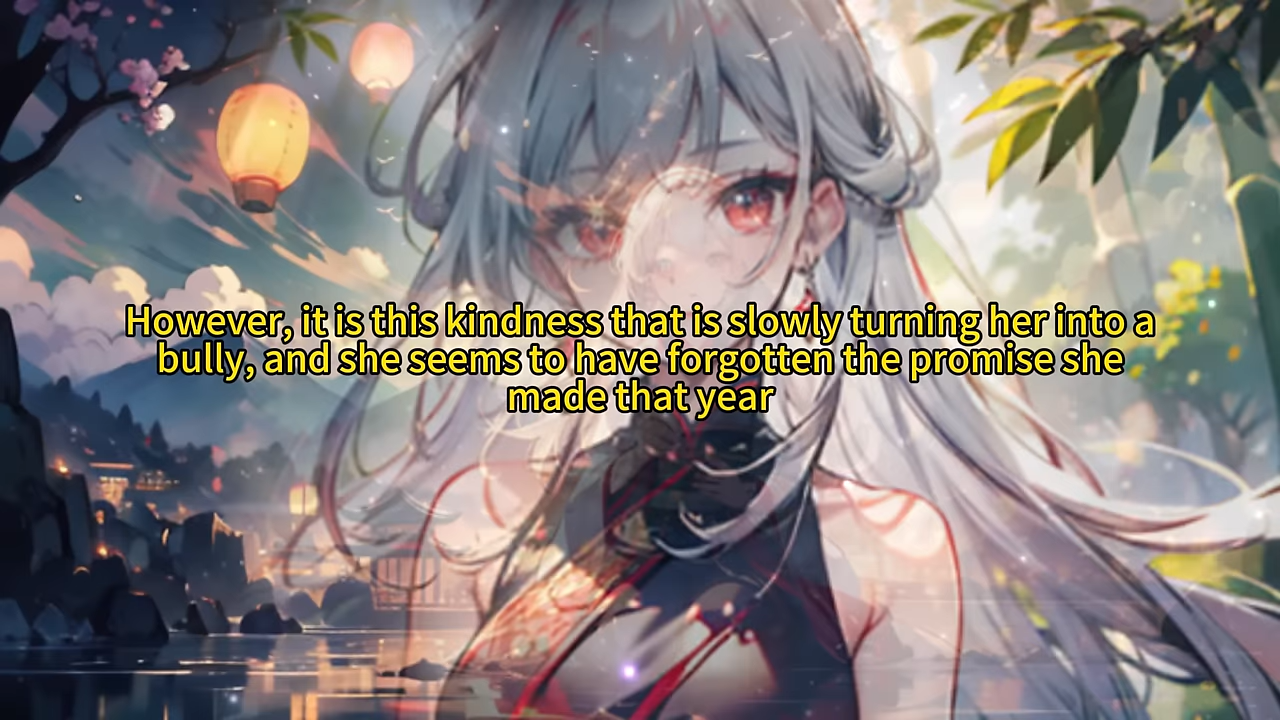 However, it is this kindness that is slowly turning her into a
bully, and she seems to have forgotten the promise she
made that year